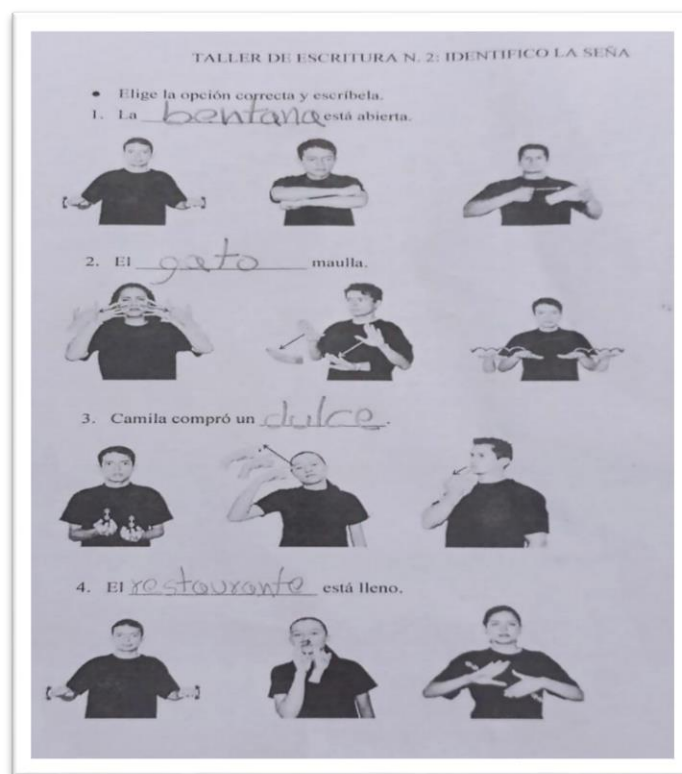 TALLER DE ESCRITURA N. 2: IDENTIFICO LA SEÑA
• Elige la opción correcta y escríbela.
1. La bentana está abierta.
2. El gato maulla.
3. Camila compró un dulce.
4. El restaurante está lleno.